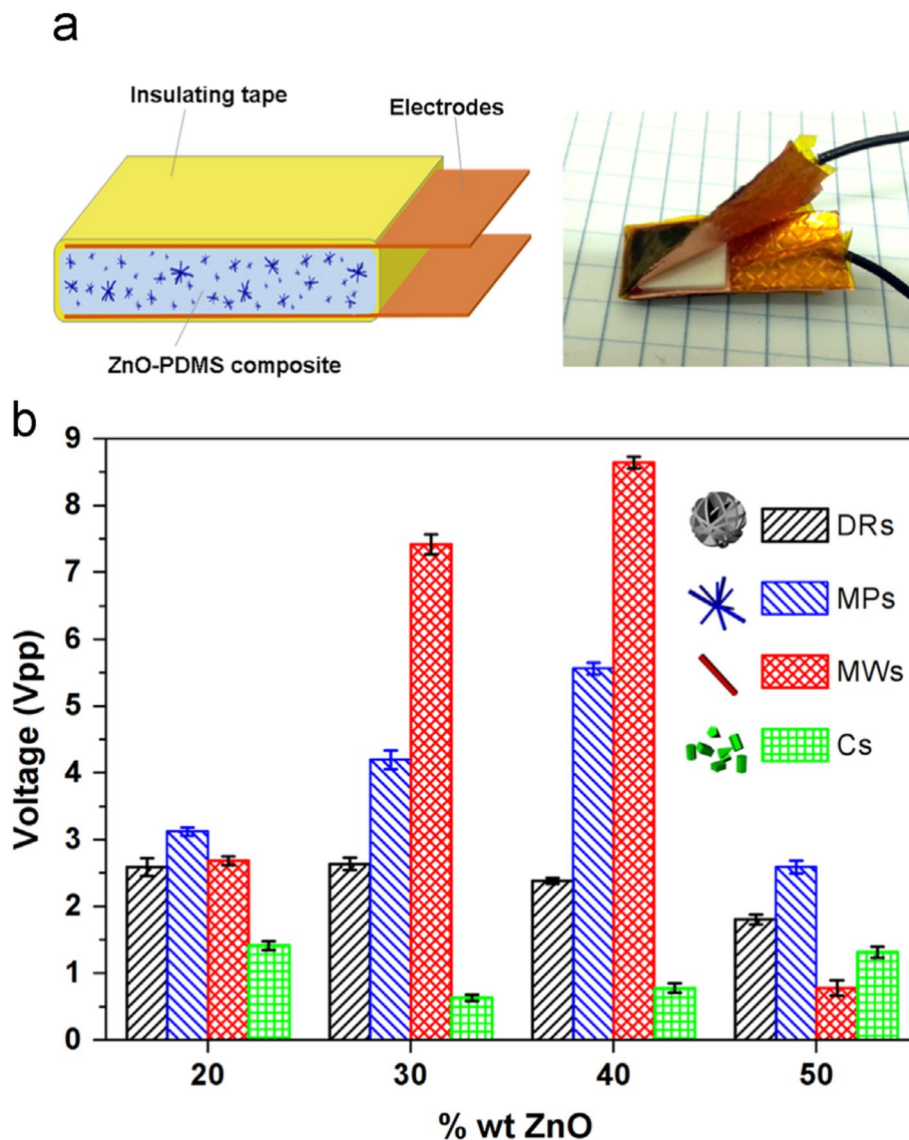 a
Insulating tape
Electrodes
ZnO-PDMS composite
b
9
8
7
6
5
4
3
2
1
0
Voltage (Vpp)
DRs
MPs
MWs
Cs
20 30 40 50
% wt ZnO